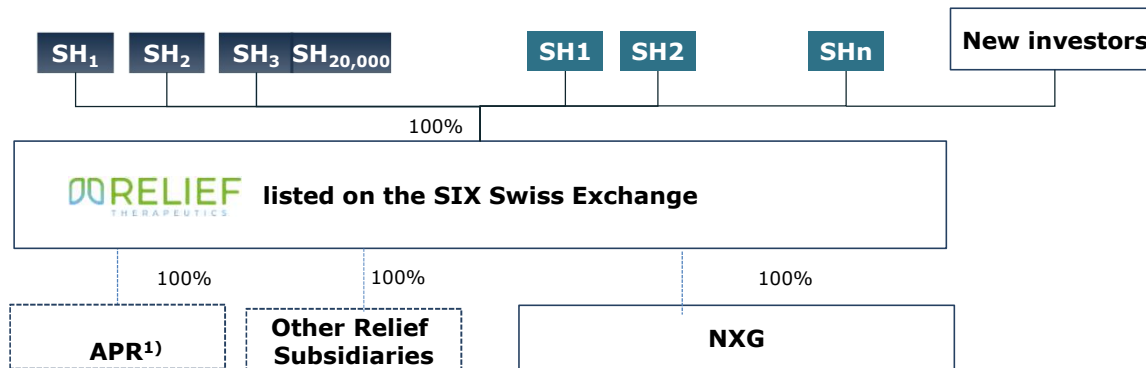 SH₁ SH₂ SH₃ SH₂₀,₀₀₀ SH1 SH2 SHn New investors
100%
RELIEF
THERAPEUTICS
listed on the SIX Swiss Exchange
100% 100% 100%
APR¹⁾
Other Relief
Subsidiaries
NXG